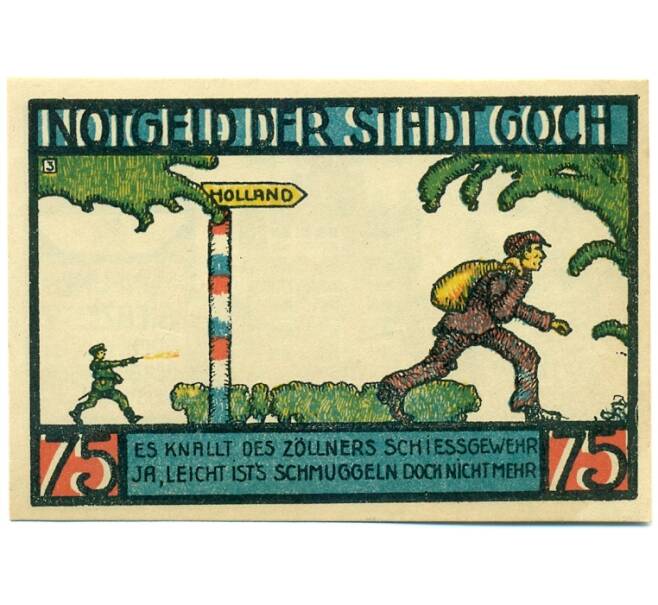 NOTGELD DER STADT GOCH
3
HOLLAND
75
ES KNALLT DES ZÖLLNERS SCHIESSGEWEHR
JA, LEICHT IST'S SCHMUGGELN DOCH NICHT MEHR
75